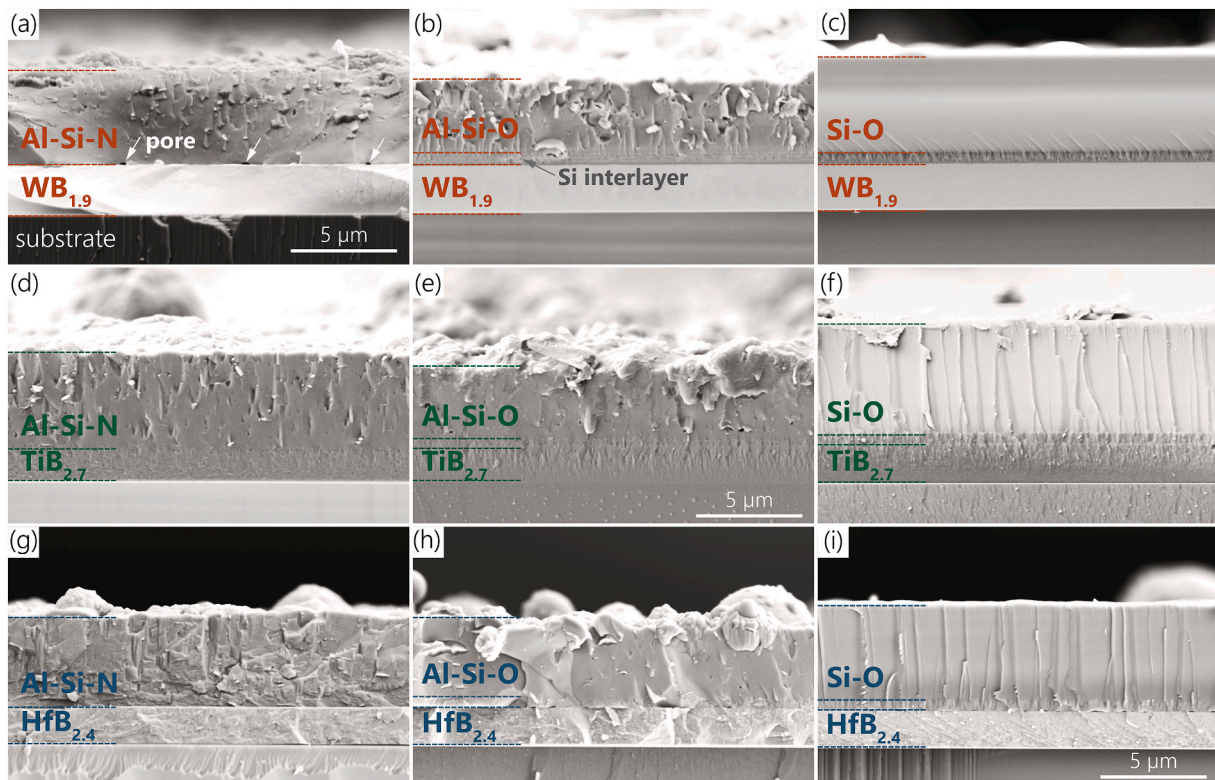 (a)
Al-Si-N
pore
WB1.9
substrate
5 μm
(b)
Al-Si-O
Si interlayer
WB1.9
(c)
Si-O
WB1.9
(d)
Al-Si-N
TiB2.7
(e)
Al-Si-O
TiB2.7
5 μm
(f)
Si-O
TiB2.7
(g)
Al-Si-N
HfB2.4
(h)
Al-Si-O
HfB2.4
(i)
Si-O
HfB2.4
5 μm